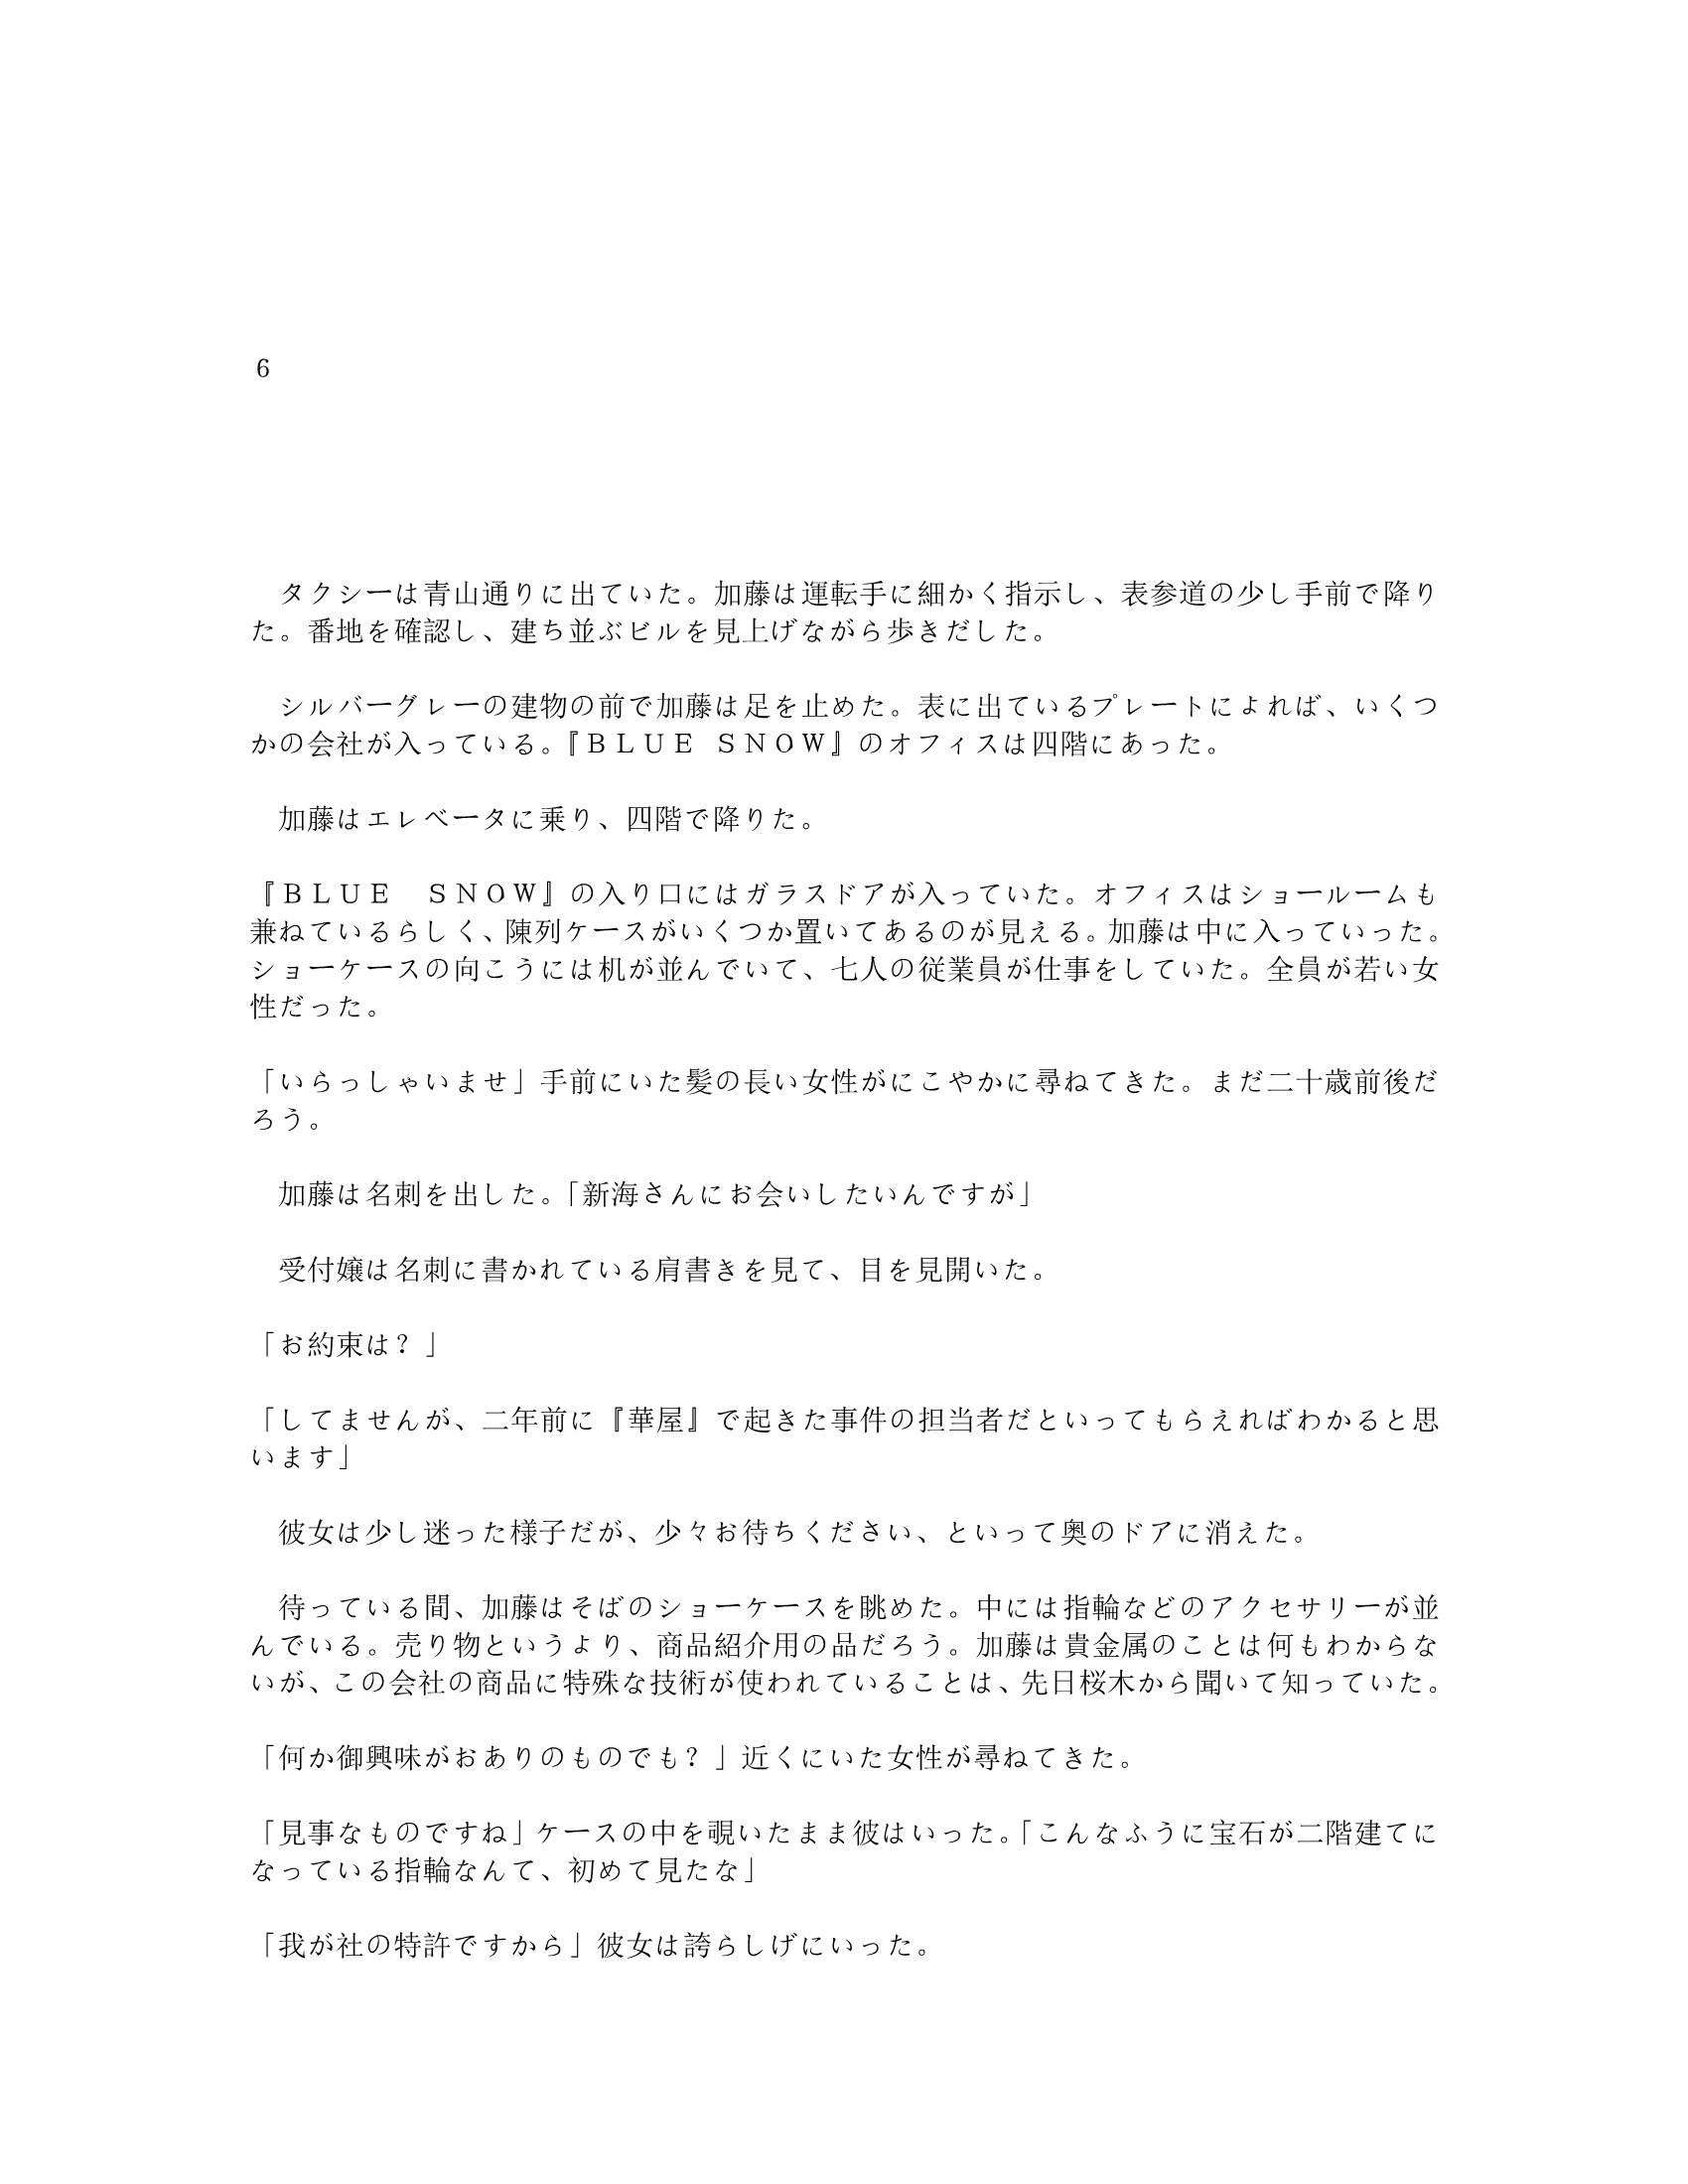 ６
　タクシーは青山通りに出ていた。加藤は運転手に細かく指示し、表参道の少し手前で降り
た。番地を確認し、建ち並ぶビルを見上げながら歩きだした。
　シルバーグレーの建物の前で加藤は足を止めた。表に出ているプレートによれば、いくつ
かの会社が入っている。『ＢＬＵＥ ＳＮＯＷ』のオフィスは四階にあった。
　加藤はエレベータに乗り、四階で降りた。
『ＢＬＵＥ　ＳＮＯＷ』の入り口にはガラスドアが入っていた。オフィスはショールームも
兼ねているらしく、陳列ケースがいくつか置いてあるのが見える。加藤は中に入っていった。
ショーケースの向こうには机が並んでいて、七人の従業員が仕事をしていた。全員が若い女
性だった。
「いらっしゃいませ」手前にいた髪の長い女性がにこやかに尋ねてきた。まだ二十歳前後だ
ろう。
　加藤は名刺を出した。「新海さんにお会いしたいんですが」
　受付嬢は名刺に書かれている肩書きを見て、目を見開いた。
「お約束は？」
「してませんが、二年前に『華屋』で起きた事件の担当者だといってもらえればわかると思
います」
　彼女は少し迷った様子だが、少々お待ちください、といって奥のドアに消えた。
　待っている間、加藤はそばのショーケースを眺めた。中には指輪などのアクセサリーが並
んでいる。売り物というより、商品紹介用の品だろう。加藤は貴金属のことは何もわからな
いが、この会社の商品に特殊な技術が使われていることは、先日桜木から聞いて知っていた。
「何か御興味がおありのものでも？」近くにいた女性が尋ねてきた。
「見事なものですね」ケースの中を覗いたまま彼はいった。「こんなふうに宝石が二階建てに
なっている指輪なんて、初めて見たな」
「我が社の特許ですから」彼女は誇らしげにいった。